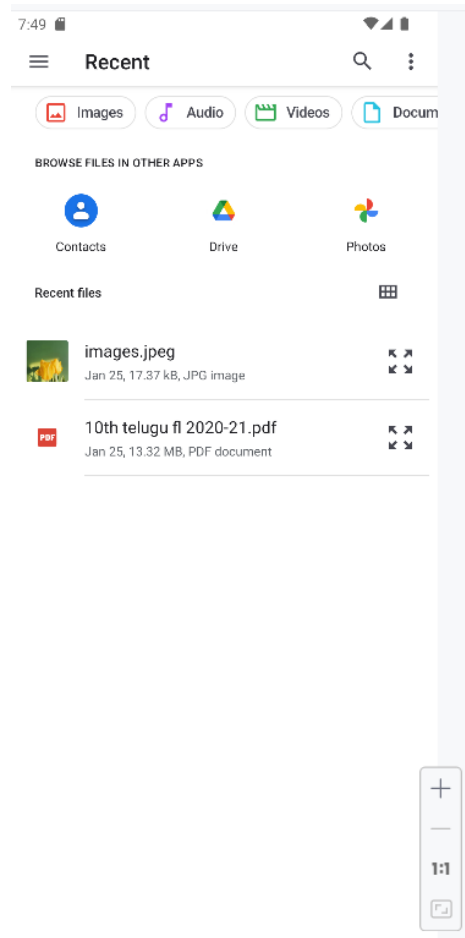 7:49
Recent
Images Audio Videos Docum
BROWSE FILES IN OTHER APPS
Contacts Drive Photos
Recent files
images.jpeg
Jan 25, 17.37 kB, JPG image
PDF 10th telugu fl 2020-21.pdf
Jan 25, 13.32 MB, PDF document
1:1